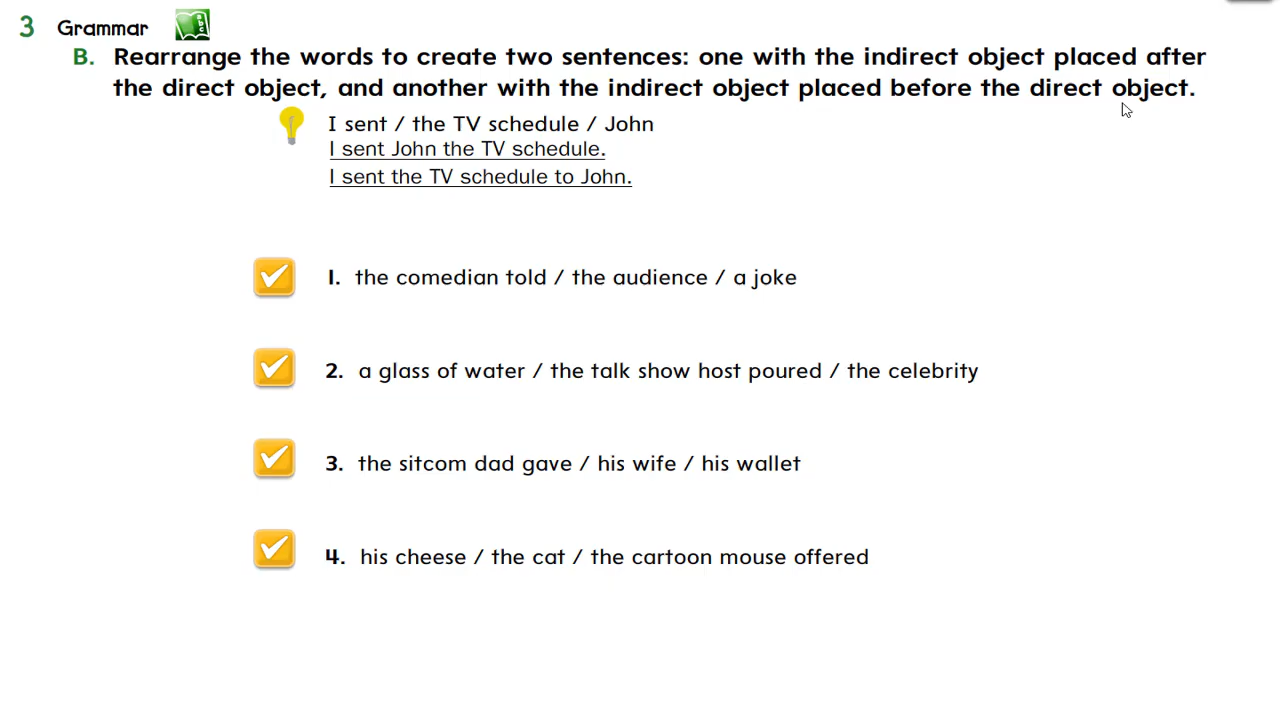 3 Grammar
B. Rearrange the words to create two sentences: one with the indirect object placed after
the direct object, and another with the indirect object placed before the direct object.
I sent / the TV schedule / John
I sent John the TV schedule.
I sent the TV schedule to John.
1. the comedian told / the audience / a joke
2. a glass of water / the talk show host poured / the celebrity
3. the sitcom dad gave / his wife / his wallet
4. his cheese / the cat / the cartoon mouse offered